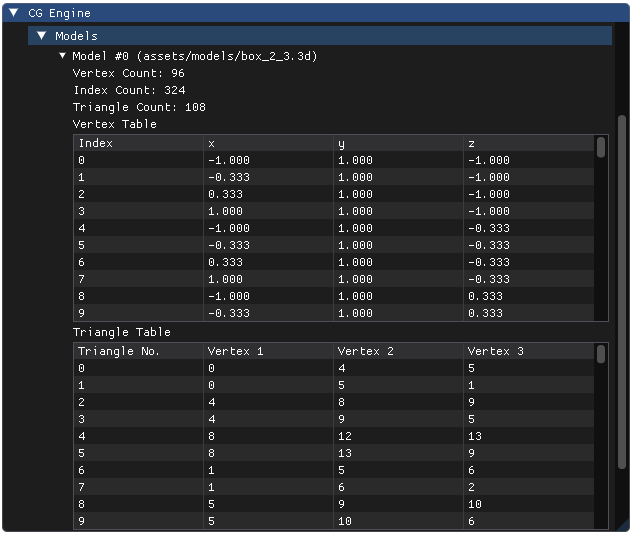 CG Engine
Models
Model #0 (assets/models/box_2_3.3d)
Vertex Count: 96
Index Count: 324
Triangle Count: 108
Vertex Table
Index x y z
0 -1.000 1.000 -1.000
1 -0.333 1.000 -1.000
2 0.333 1.000 -1.000
3 1.000 1.000 -1.000
4 -1.000 1.000 -0.333
5 -0.333 1.000 -0.333
6 0.333 1.000 -0.333
7 1.000 1.000 -0.333
8 -1.000 1.000 0.333
9 -0.333 1.000 0.333
Triangle Table
Triangle No. Vertex 1 Vertex 2 Vertex 3
0 0 4 5
1 0 5 1
2 4 8 9
3 4 9 5
4 8 12 13
5 8 13 9
6 1 5 6
7 1 6 2
8 5 9 10
9 5 10 6